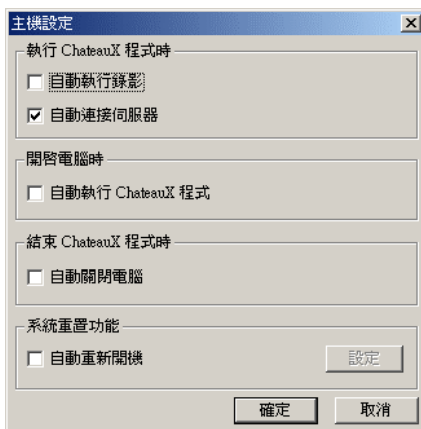 主機設定
執行 ChateauX 程式時
自動執行錄影
自動連接伺服器
開啓電腦時
自動執行 ChateauX 程式
結束 ChateauX 程式時
自動關閉電腦
系統重置功能
自動重新開機
設定
確定
取消